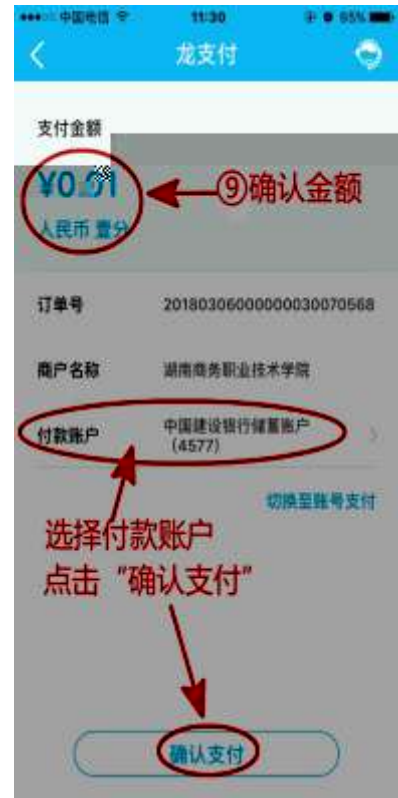 中国电信 11:30 65%
龙支付
支付金额
¥0.01
⑨确认金额
人民币 壹分
订单号 20180306000000030070568
商户名称 湖南商务职业技术学院
付款账户 中国建设银行储蓄账户
(4577)
切换至账号支付
选择付款账户
点击“确认支付”
确认支付